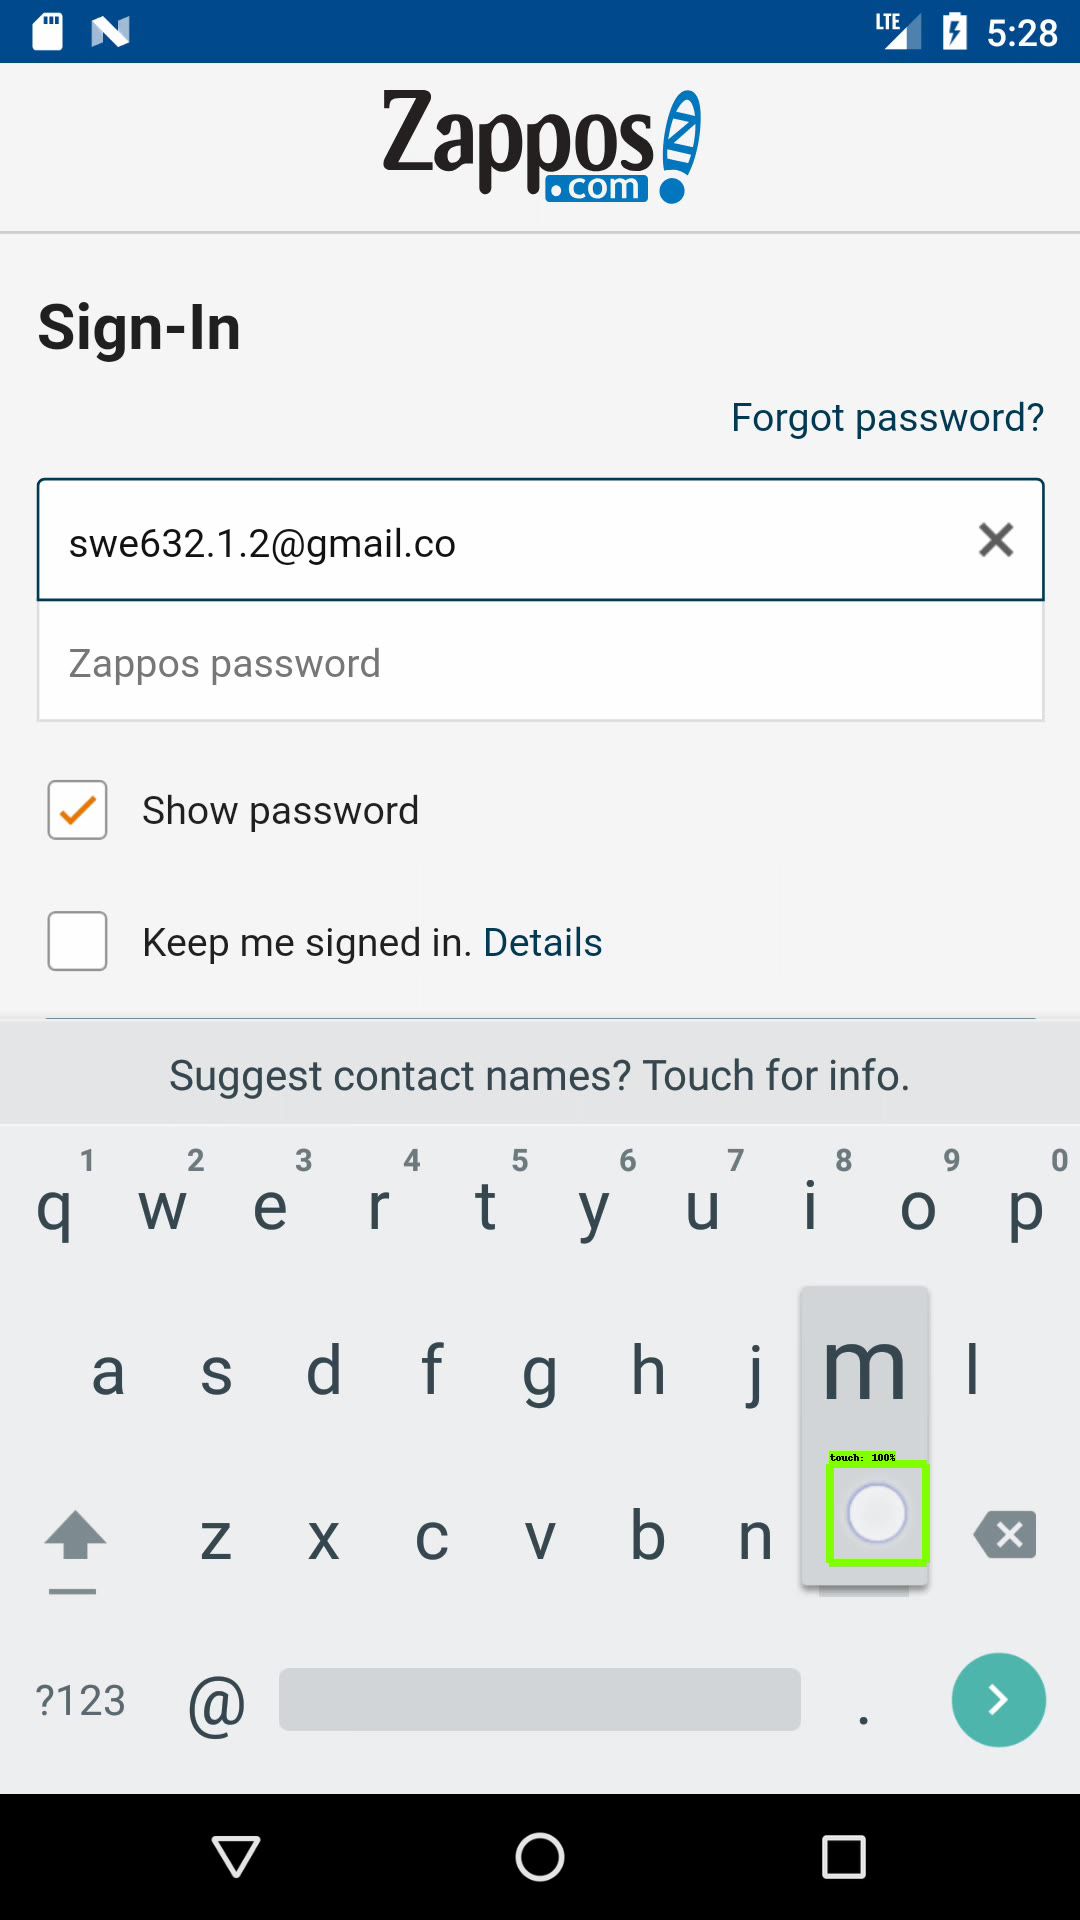 LTE 5:28
Zappos
.com
Sign-In
Forgot password?
swe632.1.2@gmail.co
Zappos password
Show password
Keep me signed in. Details
Suggest contact names? Touch for info.
1 2 3 4 5 6 7 8 9 0
q w e r t y u i o p
a s d f g h j m l
touch: 100%
z x c v b n
?123 @ .